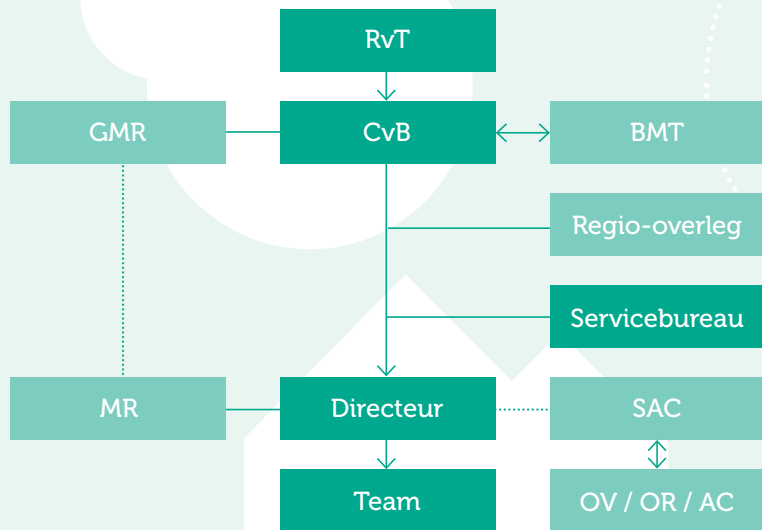 RvT
GMR
CvB
BMT
Regio-overleg
Servicebureau
MR
Directeur
SAC
Team
OV / OR / AC